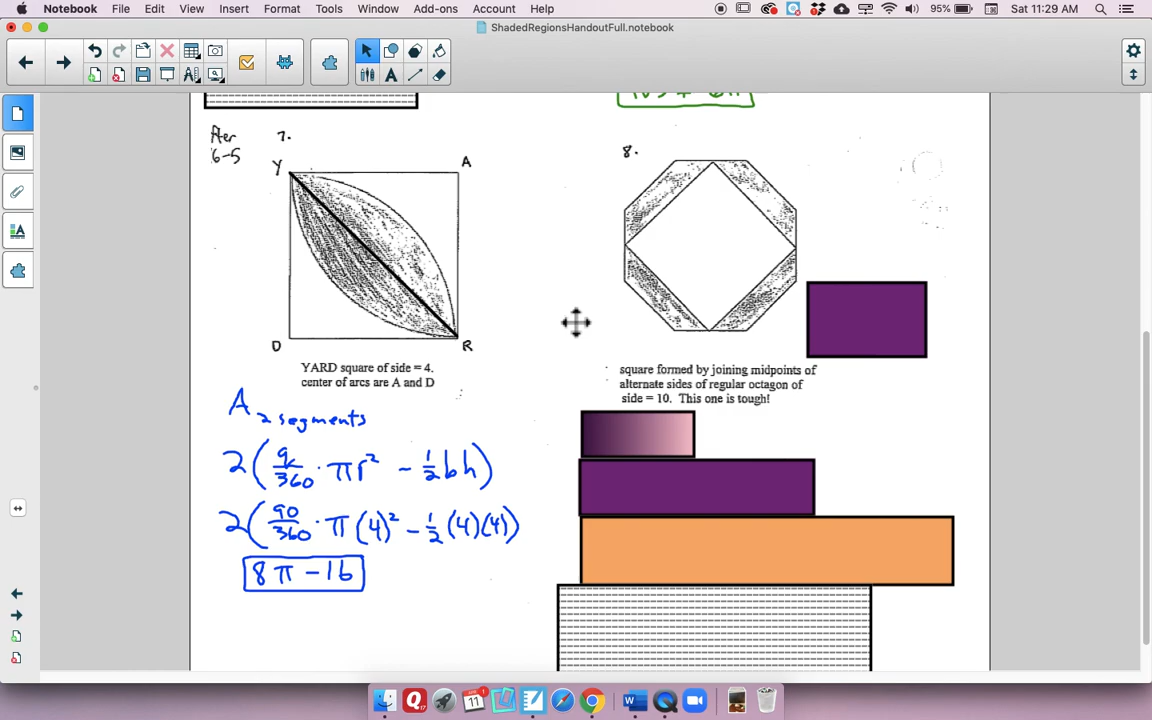 Notebook File Edit View Insert Format Tools Window Add-ons Account Help 95% Sat 11:29 AM
ShadedRegionsHandoutFull.notebook
Per
6-5
7.
Y
A
D
R
8.
YARD square of side = 4.
center of arcs are A and D
square formed by joining midpoints of
alternate sides of regular octagon of
side = 10. This one is tough!
A 2 segments
2(90/360 · πr² - 1/2 bh)
2(90/360 · π(4)² - 1/2(4)(4))
8π - 16